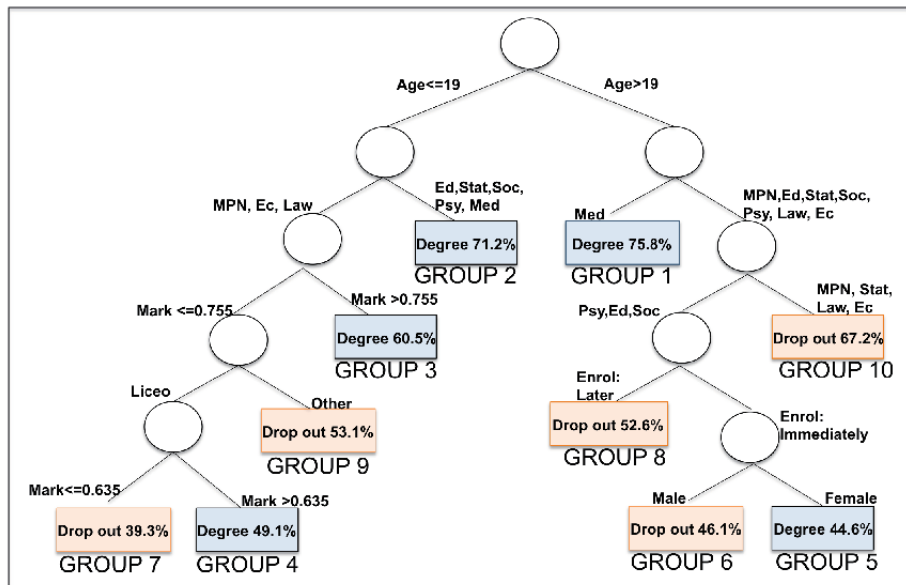 Age<=19
Age>19
MPN, Ec, Law
Ed,Stat,Soc,
Psy, Med
Med
MPN,Ed,Stat,Soc,
Psy, Law, Ec
Degree 71.2%
GROUP 2
Degree 75.8%
GROUP 1
Mark <=0.755
Mark >0.755
Psy,Ed,Soc
MPN, Stat,
Law, Ec
Degree 60.5%
GROUP 3
Drop out 67.2%
GROUP 10
Liceo
Other
Enrol:
Later
Enrol:
Immediately
Drop out 53.1%
GROUP 9
Drop out 52.6%
GROUP 8
Mark<=0.635
Mark >0.635
Male
Female
Drop out 39.3%
GROUP 7
Degree 49.1%
GROUP 4
Drop out 46.1%
GROUP 6
Degree 44.6%
GROUP 5